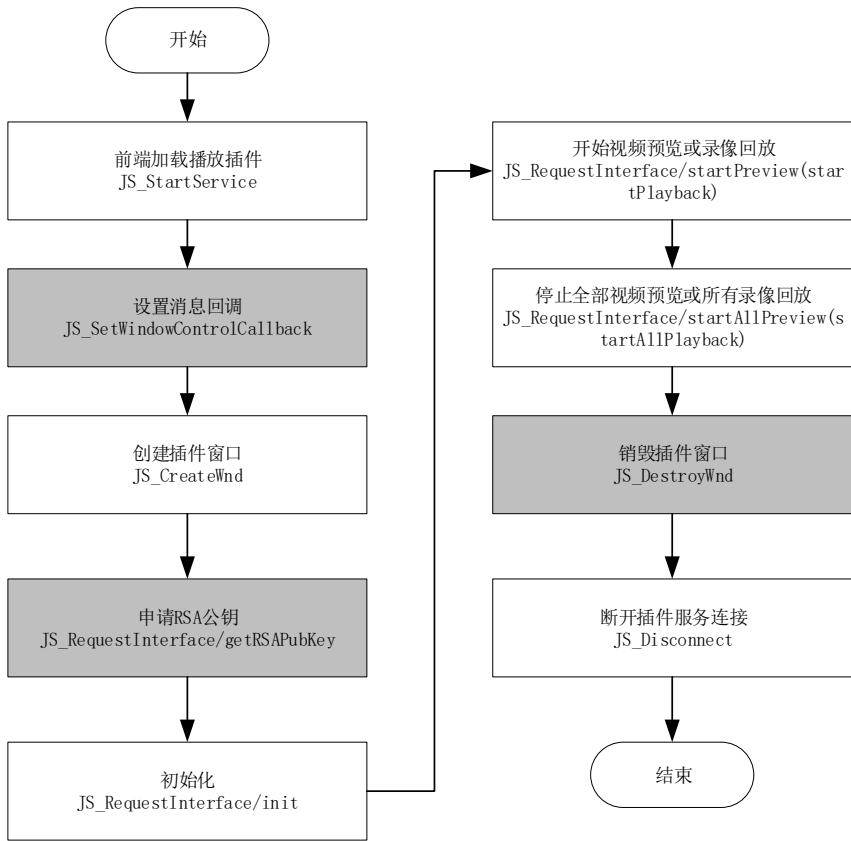 开始
前端加载播放插件
JS_StartService
设置消息回调
JS_SetWindowControlCallback
创建插件窗口
JS_CreateWnd
申请RSA公钥
JS_RequestInterface/getRSAPubKey
初始化
JS_RequestInterface/init
开始视频预览或录像回放
JS_RequestInterface/startPreview(star
tPlayback)
停止全部视频预览或所有录像回放
JS_RequestInterface/startAllPreview(s
tartAllPlayback)
销毁插件窗口
JS_DestroyWnd
断开插件服务连接
JS_Disconnect
结束